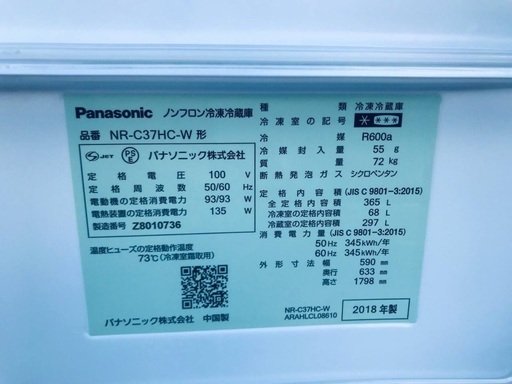 Panasonic ノンフロン冷凍冷蔵庫
品番 NR-C37HC-W 形
JET PS E パナソニック株式会社
定格電圧 100 V
定格周波数 50/60 Hz
電動機の定格消費電力 93/93 W
電熱装置の定格消費電力 135 W
製造番号 Z8010736
温度ヒューズの定格動作温度
73℃(冷凍室霜取用)
パナソニック株式会社 中国製
種類 冷凍冷蔵庫
冷凍室の記号
冷媒 R600a
冷媒封入量 55 g
質量 72 kg
断熱発泡ガス シクロペンタン
定格内容積 (JIS C 9801-3:2015)
全定格内容積 365 L
冷凍室の定格内容積 68 L
冷蔵室の定格内容積 297 L
消費電力量 (JIS C 9801-3:2015)
50Hz 345kWh/年
60Hz 345kWh/年
外形寸法 幅 590 mm
奥行 633 mm
高さ 1798 mm
NR-C37HC-W
ARAHLCL08610
2018 年製